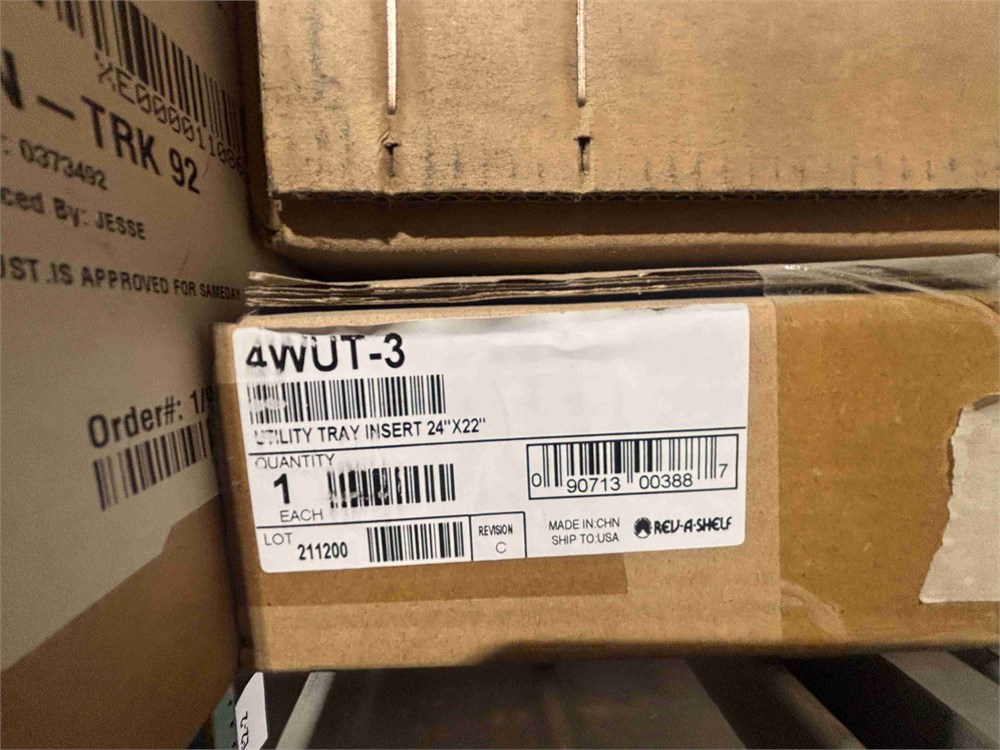 TRK 92
0373492
ced By: JESSE
IS APPROVED FOR SAMEDAY
Order#:
4WUT-3
UTILITY TRAY INSERT 24"X22"
QUANTITY
1
EACH
0 90713 00388 7
LOT 211200
REVISION
C
MADE IN:CHN
SHIP TO:USA
REV-A-SHELF